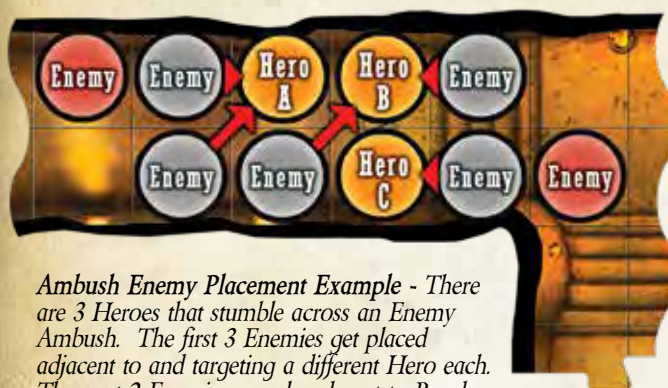 Enemy Enemy Hero A Hero B Enemy
Enemy Enemy Hero C Enemy Enemy
Ambush Enemy Placement Example - There
are 3 Heroes that stumble across an Enemy
Ambush. The first 3 Enemies get placed
adjacent to and targeting a different Hero each.